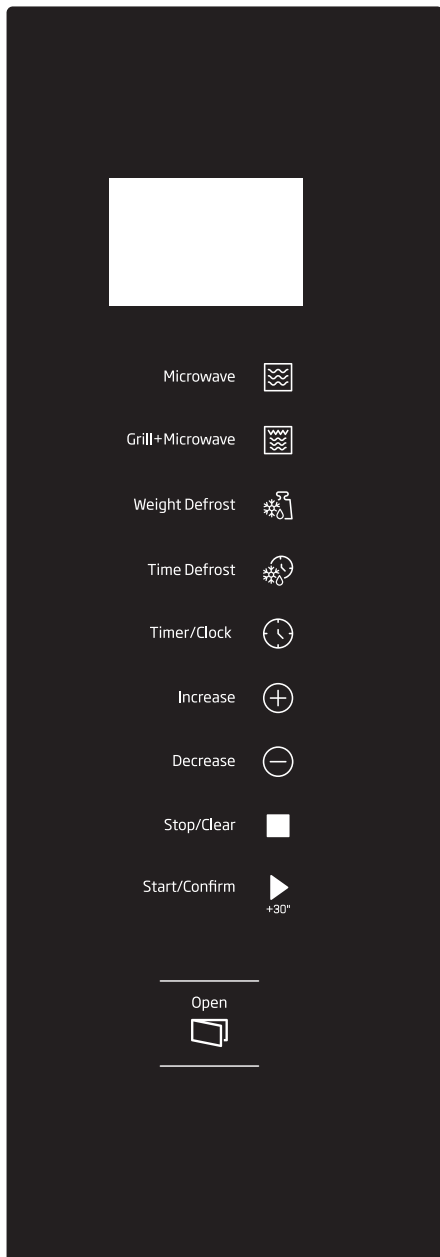 Microwave
Grill+Microwave
Weight Defrost
Time Defrost
Timer/Clock
Increase
Decrease
Stop/Clear
Start/Confirm
+30"
Open